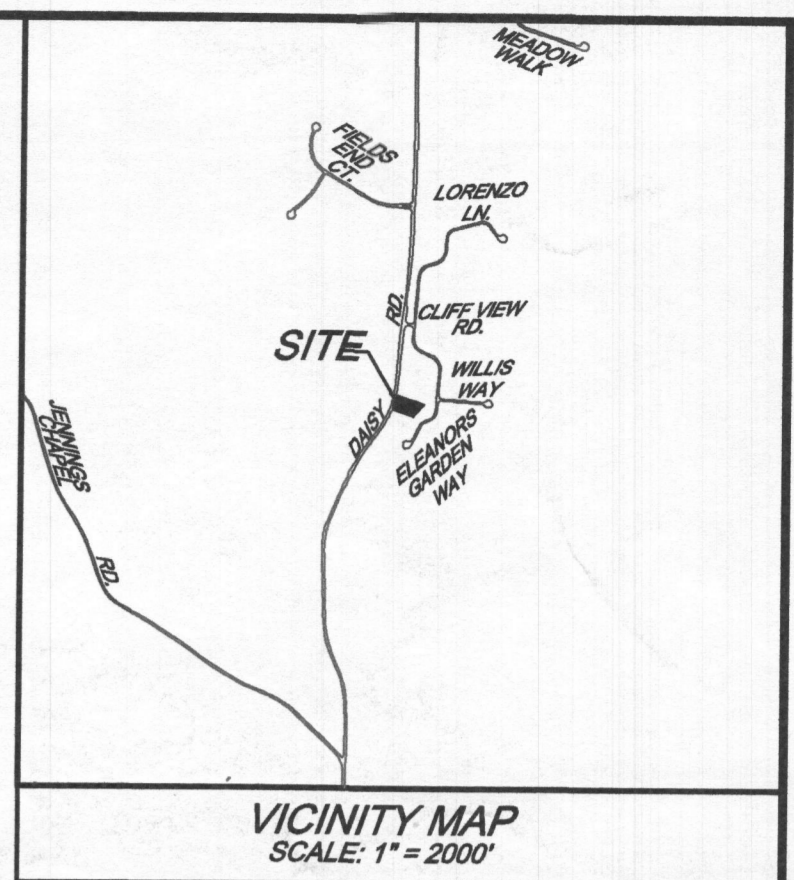 MEADOW
WALK
FIELDS
END
CT.
LORENZO
LN.
RD.
CLIFF VIEW
RD.
SITE
WILLIS
WAY
DAISY
ELEANORS
GARDEN
WAY
JENNINGS
CHAPEL
RD.
VICINITY MAP
SCALE: 1" = 2000'